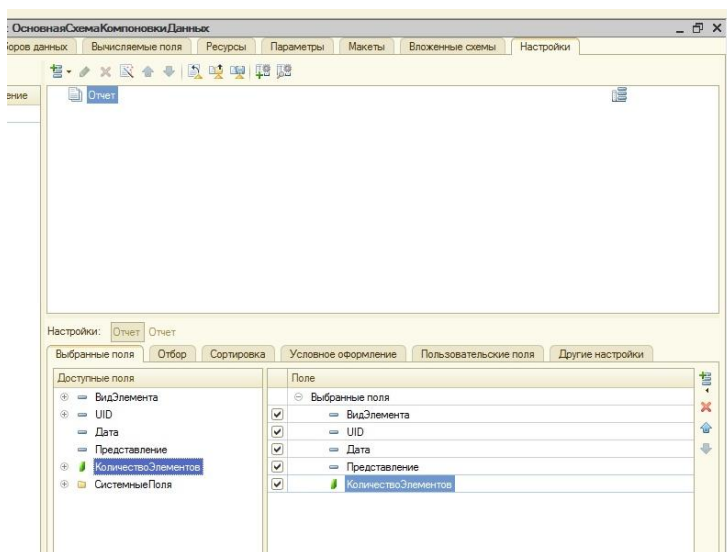 : ОсновнаяСхемаКомпоновкиДанных
боров данных Вычисляемые поля Ресурсы Параметры Макеты Вложенные схемы Настройки
ение
Отчет
Настройки: Отчет Отчет
Выбранные поля Отбор Сортировка Условное оформление Пользовательские поля Другие настройки
Доступные поля Поле
ВидЭлемента Выбранные поля
UID ВидЭлемента
Дата UID
Представление Дата
КоличествоЭлементов Представление
СистемныеПоля КоличествоЭлементов